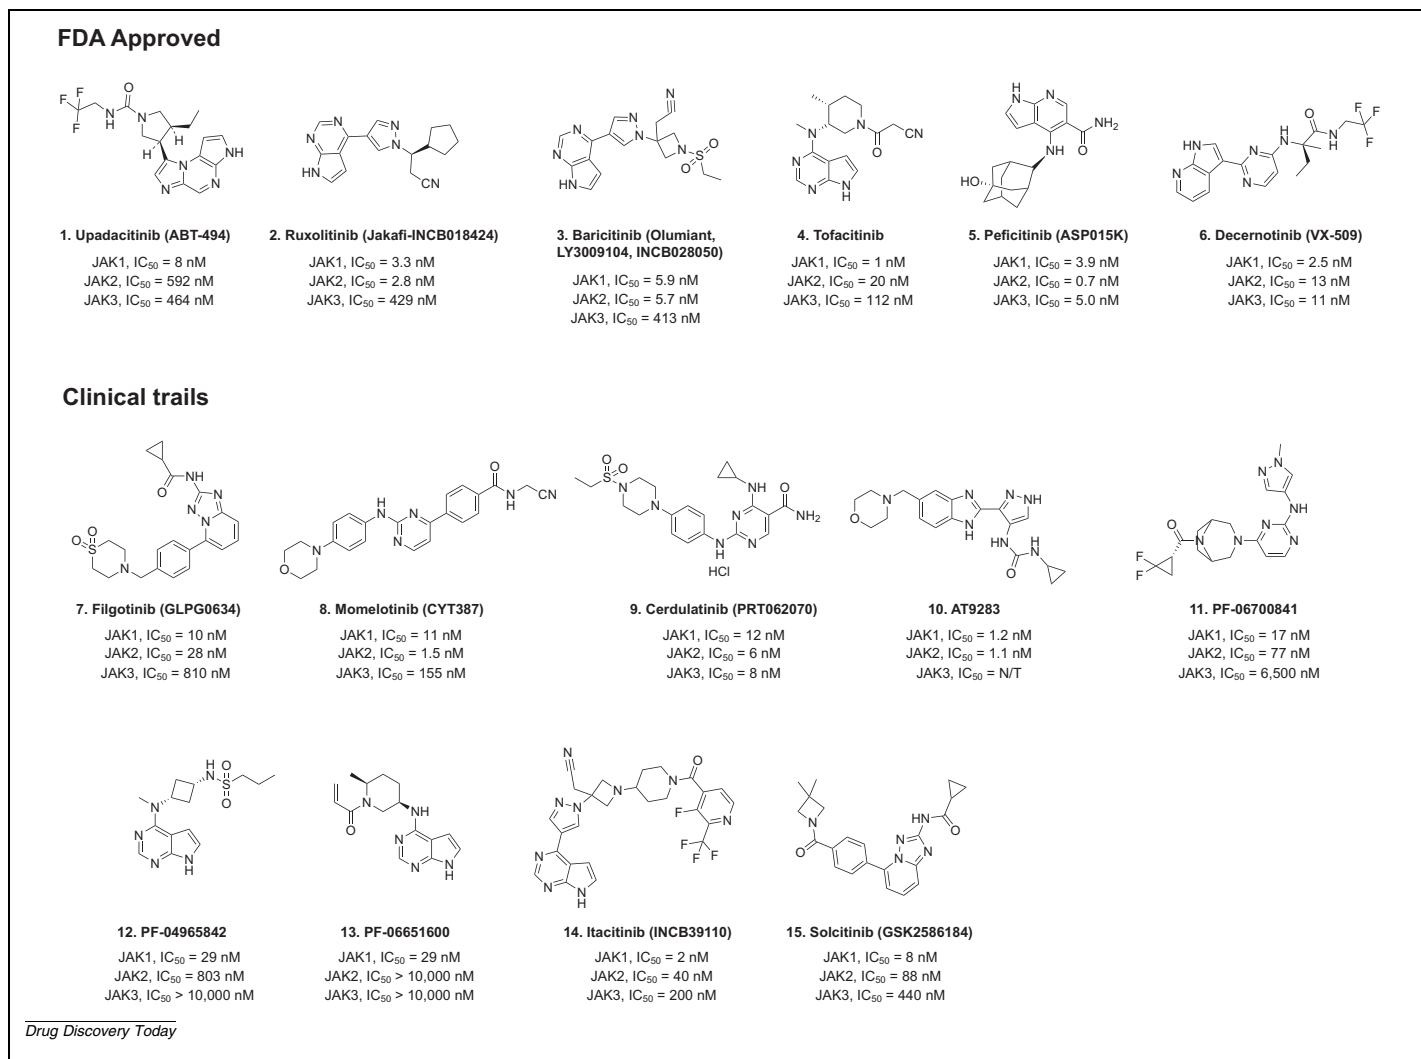 FDA Approved
1. Upadacitinib (ABT-494)
JAK1, IC50 = 8 nM
JAK2, IC50 = 592 nM
JAK3, IC50 = 464 nM
2. Ruxolitinib (Jakafi-INCB018424)
JAK1, IC50 = 3.3 nM
JAK2, IC50 = 2.8 nM
JAK3, IC50 = 429 nM
3. Baricitinib (Olumiant,
LY3009104, INCB028050)
JAK1, IC50 = 5.9 nM
JAK2, IC50 = 5.7 nM
JAK3, IC50 = 413 nM
4. Tofacitinib
JAK1, IC50 = 1 nM
JAK2, IC50 = 20 nM
JAK3, IC50 = 112 nM
5. Peficitinib (ASP015K)
JAK1, IC50 = 3.9 nM
JAK2, IC50 = 0.7 nM
JAK3, IC50 = 5.0 nM
6. Decernotinib (VX-509)
JAK1, IC50 = 2.5 nM
JAK2, IC50 = 13 nM
JAK3, IC50 = 11 nM
Clinical trails
7. Filgotinib (GLPG0634)
JAK1, IC50 = 10 nM
JAK2, IC50 = 28 nM
JAK3, IC50 = 810 nM
8. Momelotinib (CYT387)
JAK1, IC50 = 11 nM
JAK2, IC50 = 1.5 nM
JAK3, IC50 = 155 nM
HCl
9. Cerdulatinib (PRT062070)
JAK1, IC50 = 12 nM
JAK2, IC50 = 6 nM
JAK3, IC50 = 8 nM
10. AT9283
JAK1, IC50 = 1.2 nM
JAK2, IC50 = 1.1 nM
JAK3, IC50 = N/T
11. PF-06700841
JAK1, IC50 = 17 nM
JAK2, IC50 = 77 nM
JAK3, IC50 = 6,500 nM
12. PF-04965842
JAK1, IC50 = 29 nM
JAK2, IC50 = 803 nM
JAK3, IC50 > 10,000 nM
13. PF-06651600
JAK1, IC50 = 29 nM
JAK2, IC50 > 10,000 nM
JAK3, IC50 > 10,000 nM
14. Itacitinib (INCB39110)
JAK1, IC50 = 2 nM
JAK2, IC50 = 40 nM
JAK3, IC50 = 200 nM
15. Solcitinib (GSK2586184)
JAK1, IC50 = 8 nM
JAK2, IC50 = 88 nM
JAK3, IC50 = 440 nM
Drug Discovery Today